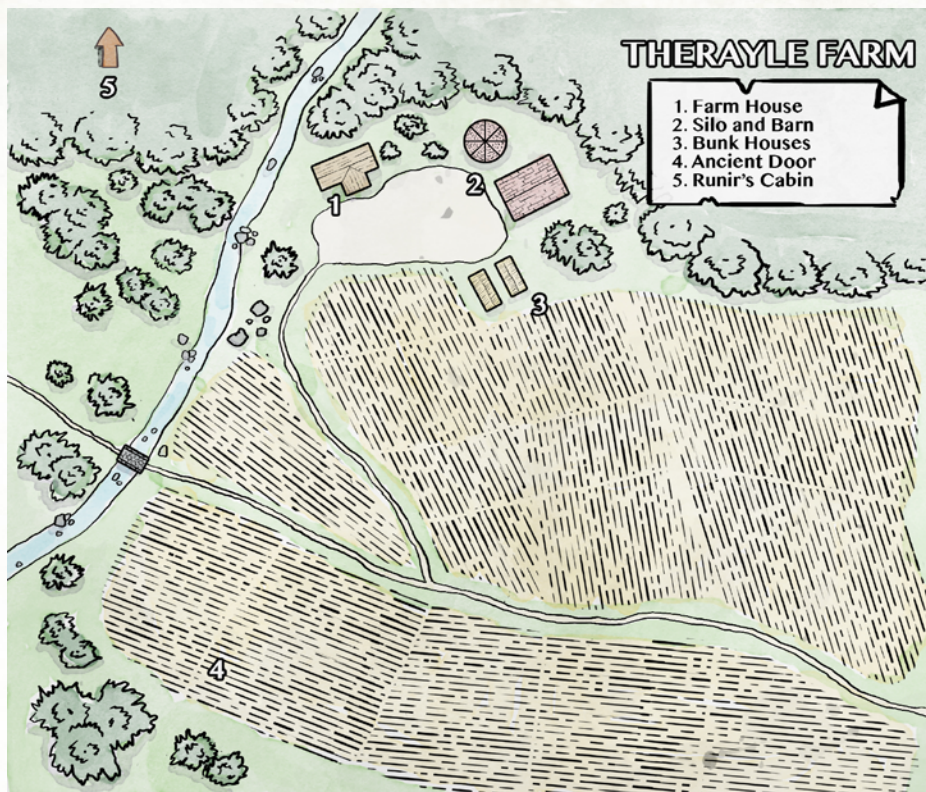 THERAYLE FARM
1. Farm House
2. Silo and Barn
3. Bunk Houses
4. Ancient Door
5. Runir's Cabin
5
1
2
3
4